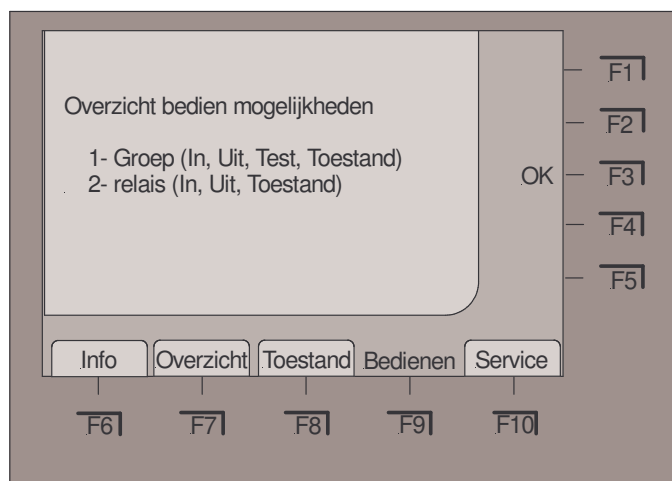 Overzicht bedien mogelijkheden
1- Groep (In, Uit, Test, Toestand)
2- relais (In, Uit, Toestand)
OK
F1
F2
F3
F4
F5
Info Overzicht Toestand Bedienen Service
F6 F7 F8 F9 F10